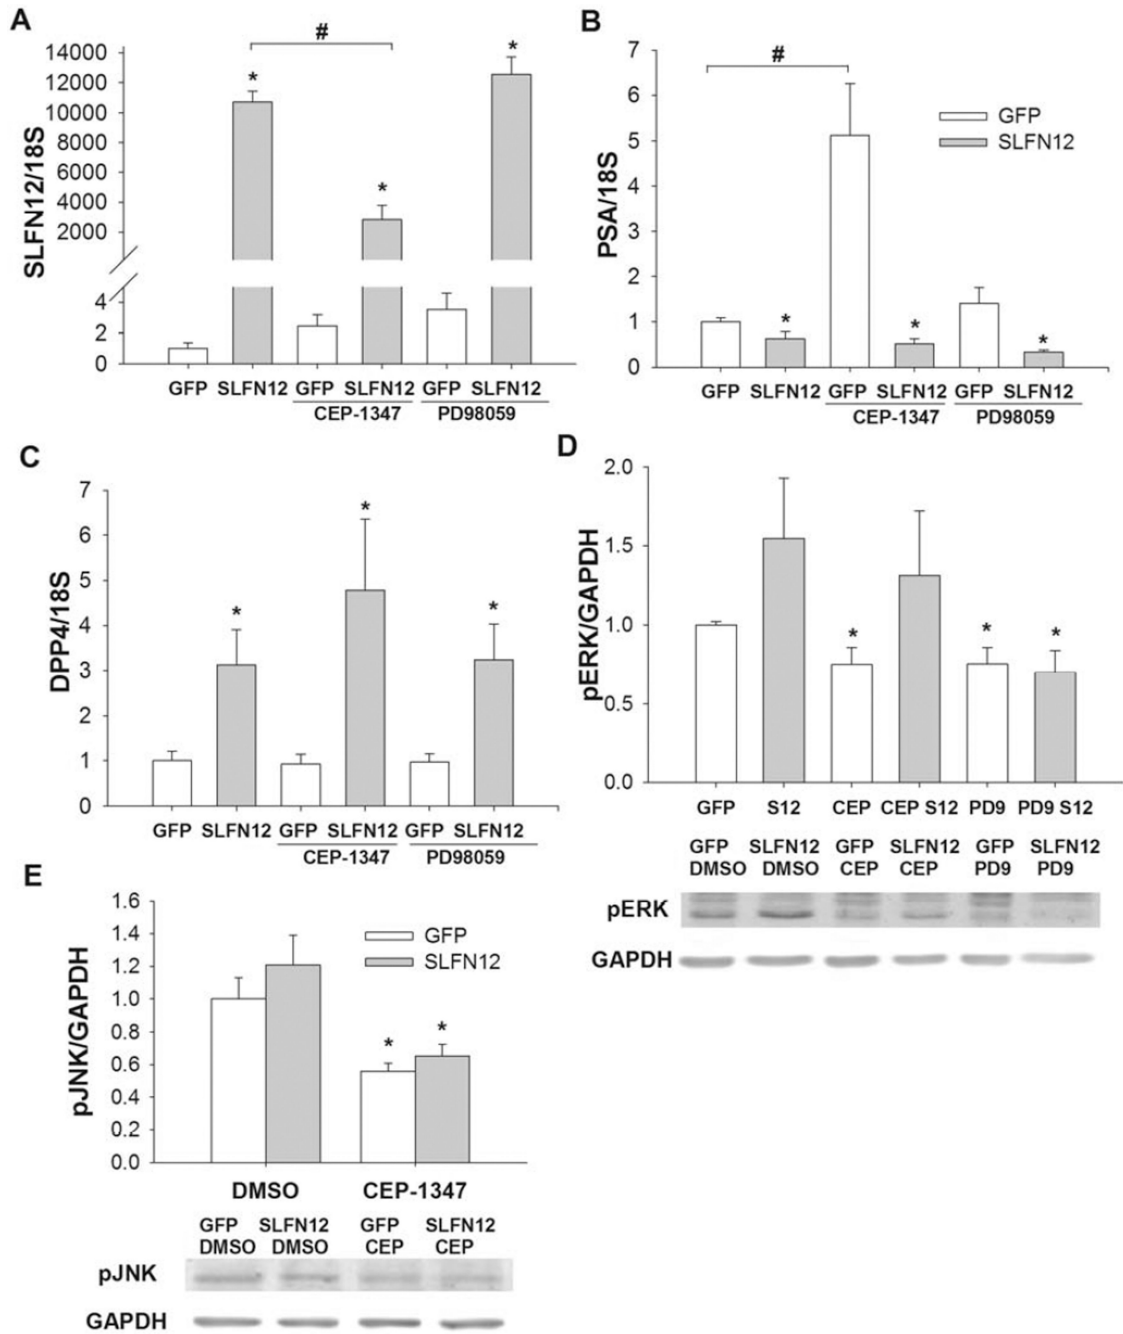 A
#
14000
12000
10000
8000
6000
4000
2000
4
2
0
SLFN12/18S
*
*
*
GFP SLFN12 GFP SLFN12 GFP SLFN12
CEP-1347 PD98059
B
#
7
6
5
4
3
2
1
0
PSA/18S
GFP
SLFN12
*
*
*
GFP SLFN12 GFP SLFN12 GFP SLFN12
CEP-1347 PD98059
C
7
6
5
4
3
2
1
0
DPP4/18S
*
*
*
GFP SLFN12 GFP SLFN12 GFP SLFN12
CEP-1347 PD98059
D
2.0
1.5
1.0
0.5
0.0
pERK/GAPDH
*
*
*
GFP S12 CEP CEP S12 PD9 PD9 S12
GFP SLFN12 GFP SLFN12 GFP SLFN12
DMSO DMSO CEP CEP PD9 PD9
pERK
GAPDH
E
1.6
1.4
1.2
1.0
0.8
0.6
0.4
0.2
0.0
pJNK/GAPDH
GFP
SLFN12
*
*
DMSO CEP-1347
GFP SLFN12 GFP SLFN12
DMSO DMSO CEP CEP
pJNK
GAPDH